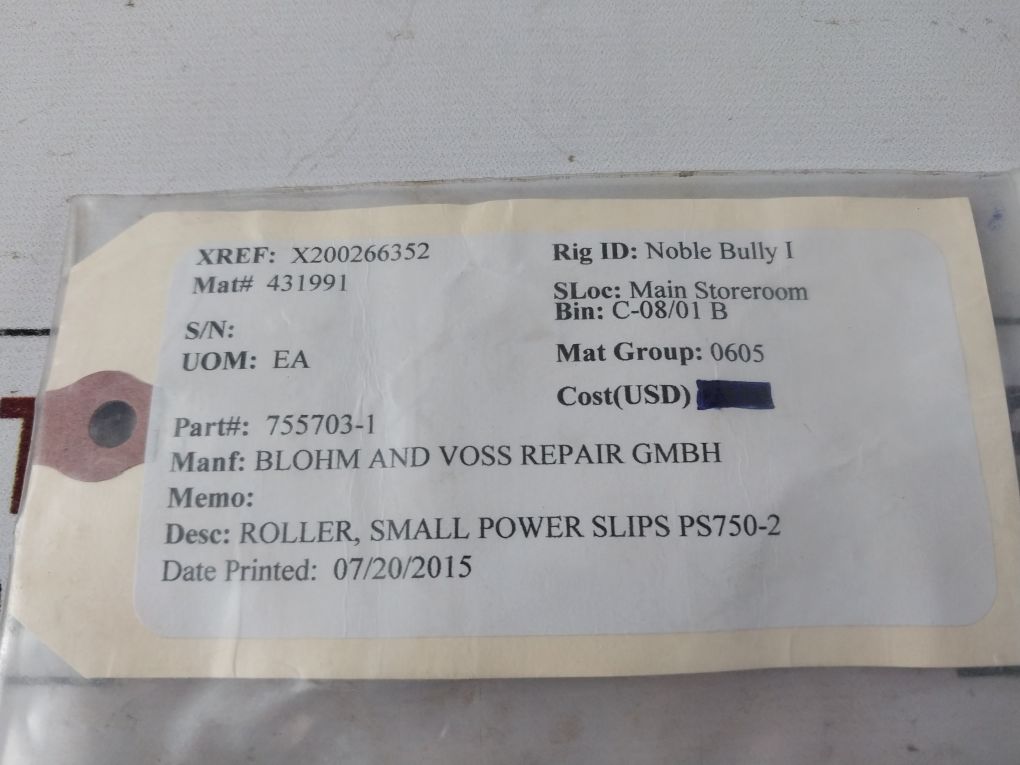 XREF: X200266352
Mat# 431991
S/N:
UOM: EA
Rig ID: Noble Bully I
SLoc: Main Storeroom
Bin: C-08/01 B
Mat Group: 0605
Cost(USD)
Part#: 755703-1
Manf: BLOHM AND VOSS REPAIR GMBH
Memo:
Desc: ROLLER, SMALL POWER SLIPS PS750-2
Date Printed: 07/20/2015